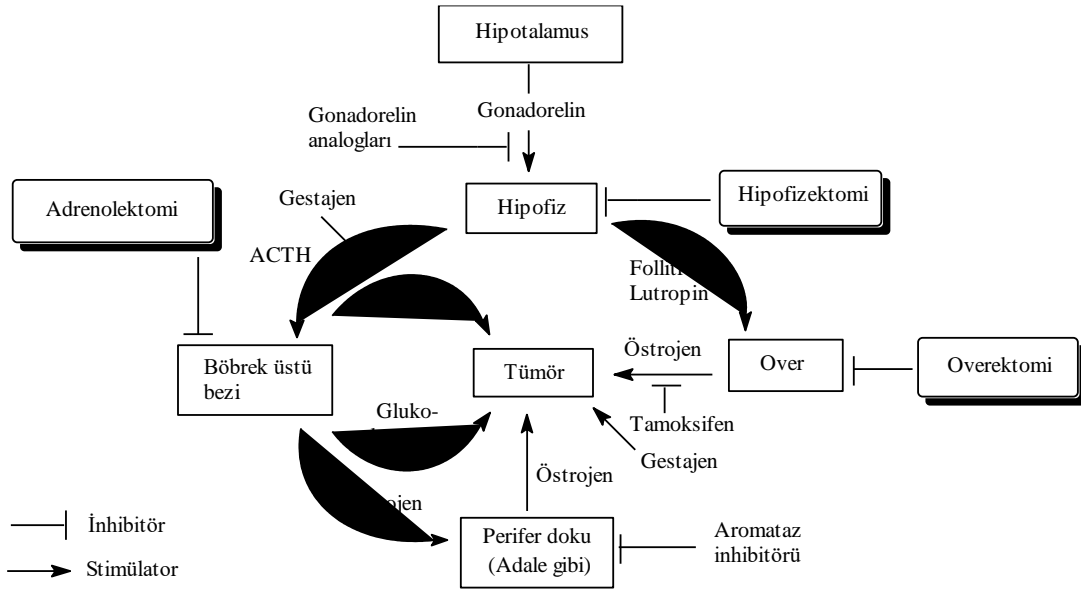 Hipotalamus
Gonadorelin
Gonadorelin
analogları
Adrenolektomi
Gestajen
Hipofiz
Hipofizektomi
ACTH
Lutropin
Böbrek üstü
bezi
Tümör
Östrojen
Over
Overektomi
Gluko-
Tamoksifen
Gestajen
Östrojen
Perifer doku
(Adale gibi)
Aromataz
inhibitörü
İnhibitör
Stimülator